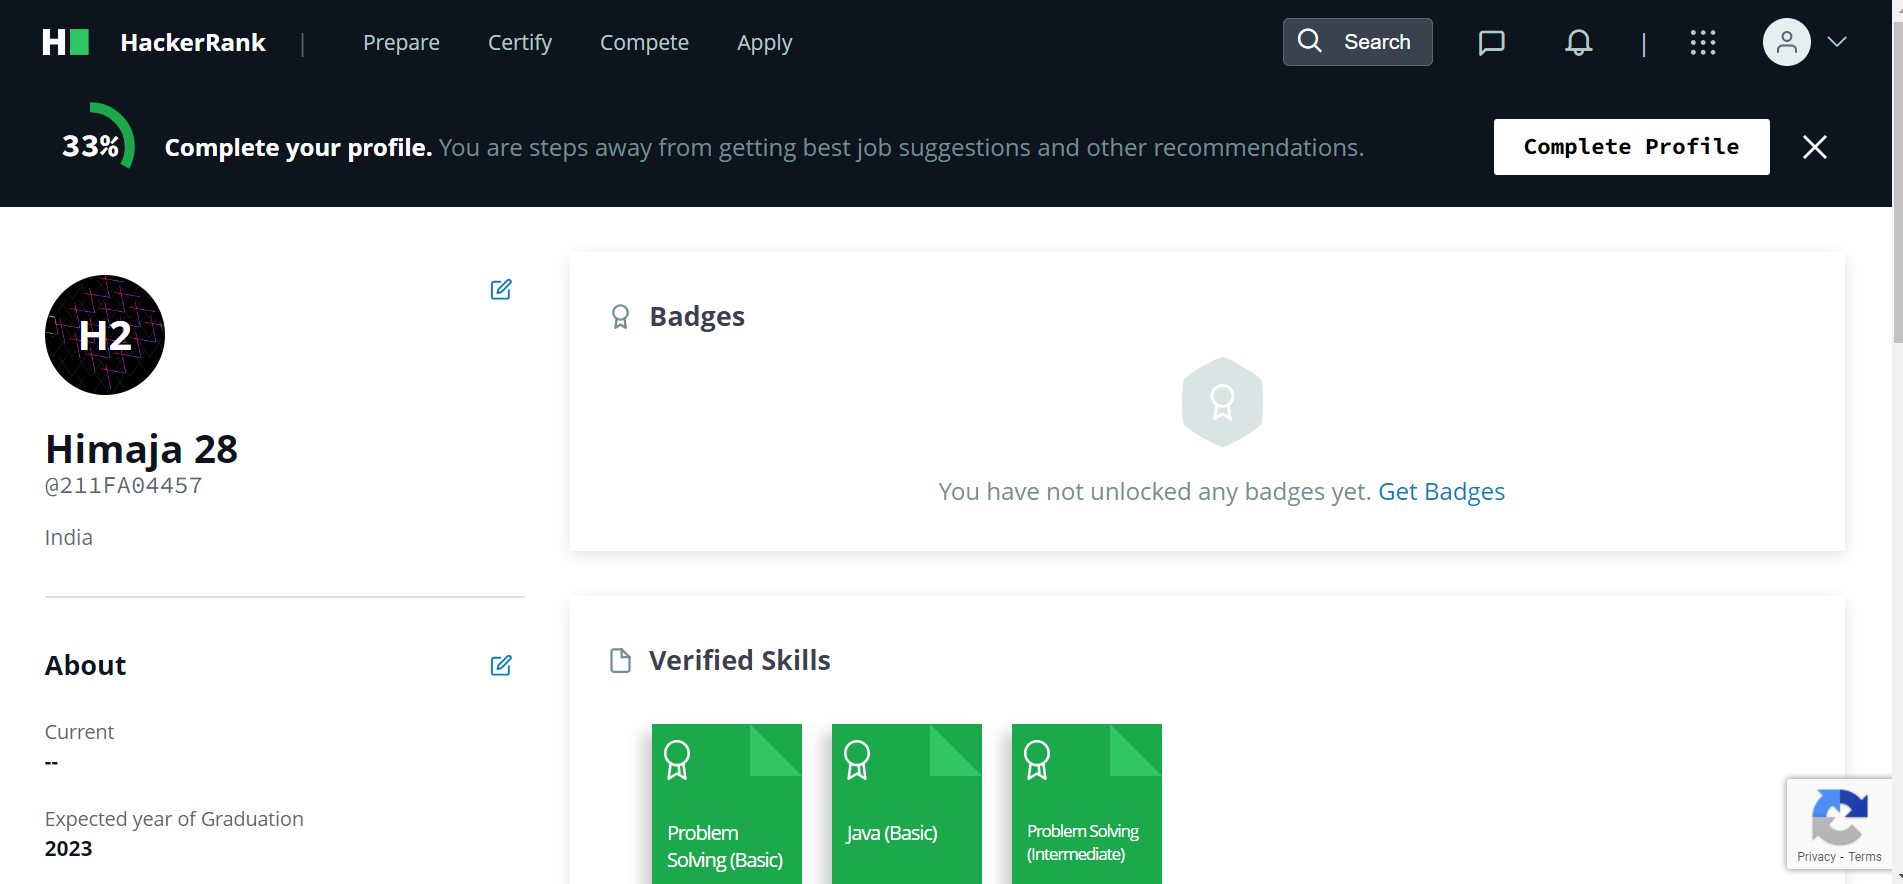 H HackerRank | Prepare Certify Compete Apply Search |
33% Complete your profile. You are steps away from getting best job suggestions and other recommendations. Complete Profile
H2
Himaja 28
@211FA04457
India
About
Current
--
Expected year of Graduation
2023
Badges
You have not unlocked any badges yet. Get Badges
Verified Skills
Problem
Solving (Basic)
Java (Basic)
Problem Solving
(Intermediate)
Privacy - Terms